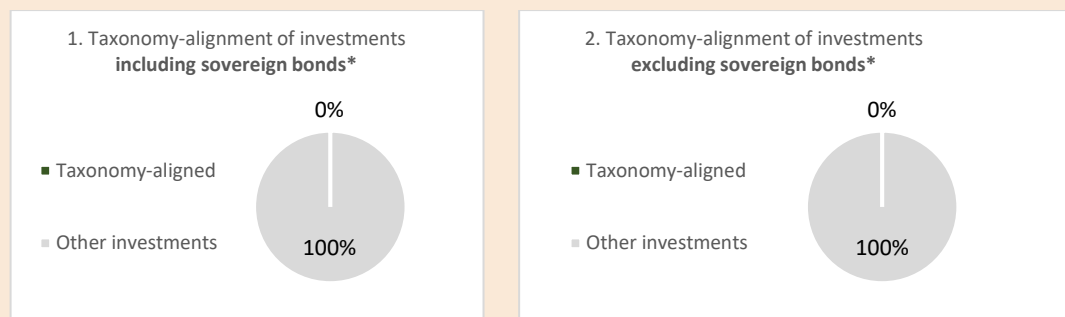 1. Taxonomy-alignment of investments
including sovereign bonds*
0%
Taxonomy-aligned
Other investments
100%
2. Taxonomy-alignment of investments
excluding sovereign bonds*
0%
Taxonomy-aligned
Other investments
100%